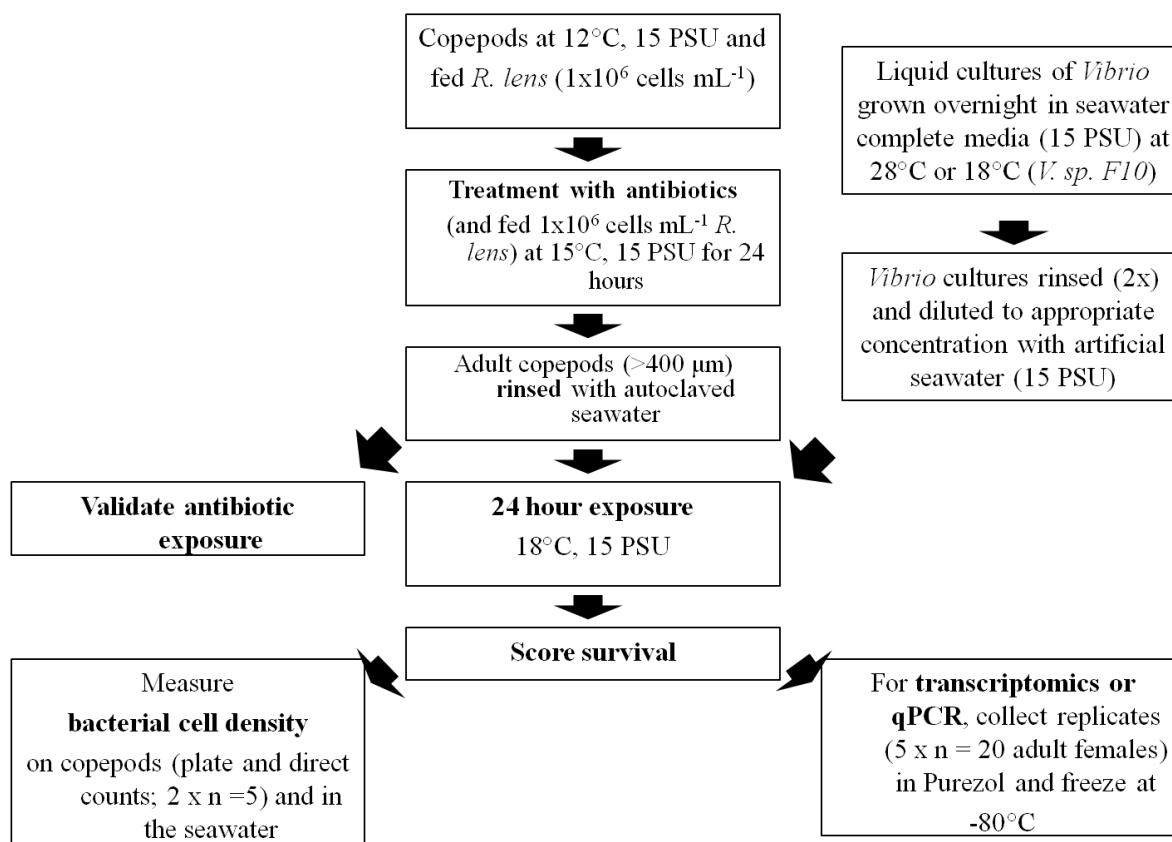 Copepods at 12°C, 15 PSU and
fed R. lens (1x10⁶ cells mL⁻¹)
Liquid cultures of Vibrio
grown overnight in seawater
complete media (15 PSU) at
28°C or 18°C (V. sp. F10)
Treatment with antibiotics
(and fed 1x10⁶ cells mL⁻¹ R.
lens) at 15°C, 15 PSU for 24
hours
Vibrio cultures rinsed (2x)
and diluted to appropriate
concentration with artificial
seawater (15 PSU)
Adult copepods (>400 μm)
rinsed with autoclaved
seawater
Validate antibiotic
exposure
24 hour exposure
18°C, 15 PSU
Score survival
Measure
bacterial cell density
on copepods (plate and direct
counts; 2 x n =5) and in
the seawater
For transcriptomics or
qPCR, collect replicates
(5 x n = 20 adult females)
in Purezol and freeze at
-80°C